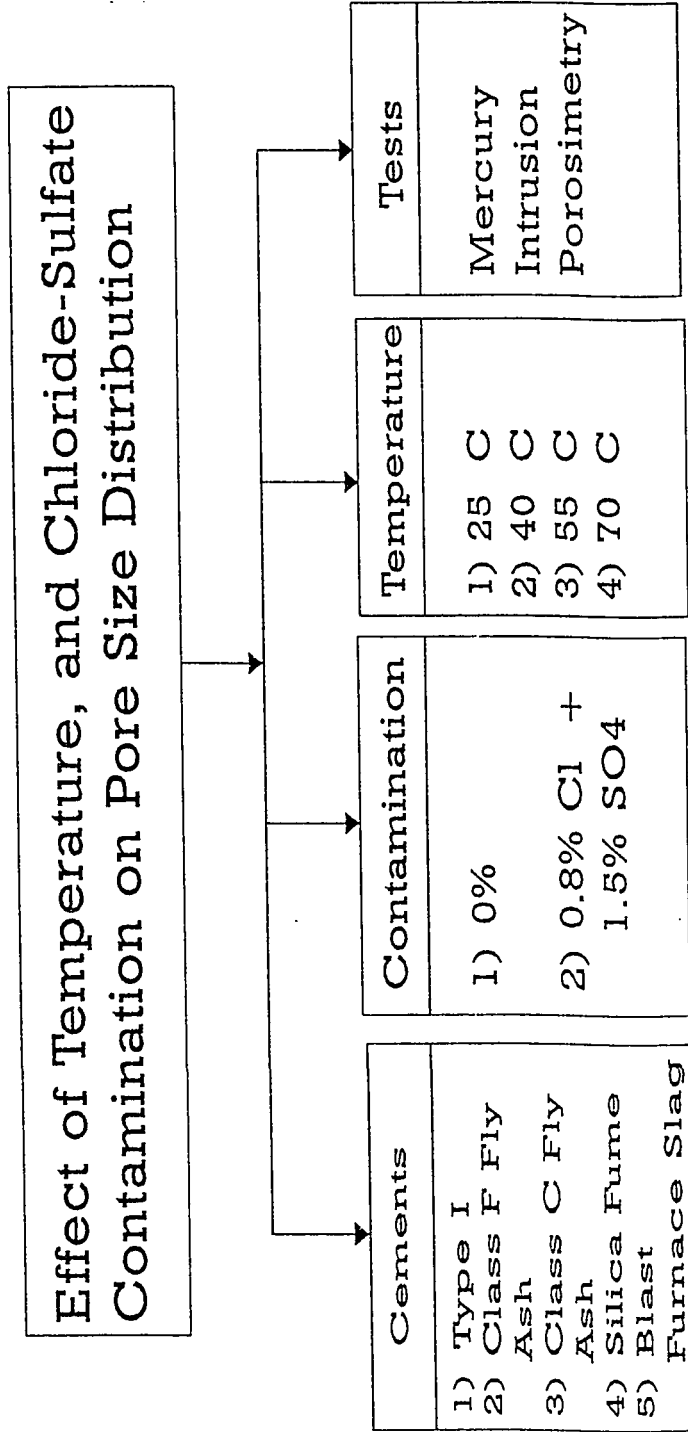 Effect of Temperature, and Chloride-Sulfate
Contamination on Pore Size Distribution
Cements
1) Type I
2) Class F Fly
Ash
3) Class C Fly
Ash
4) Silica Fume
5) Blast
Furnace Slag
Contamination
1) 0%
2) 0.8% Cl +
1.5% SO4
Temperature
1) 25 C
2) 40 C
3) 55 C
4) 70 C
Tests
Mercury
Intrusion
Porosimetry